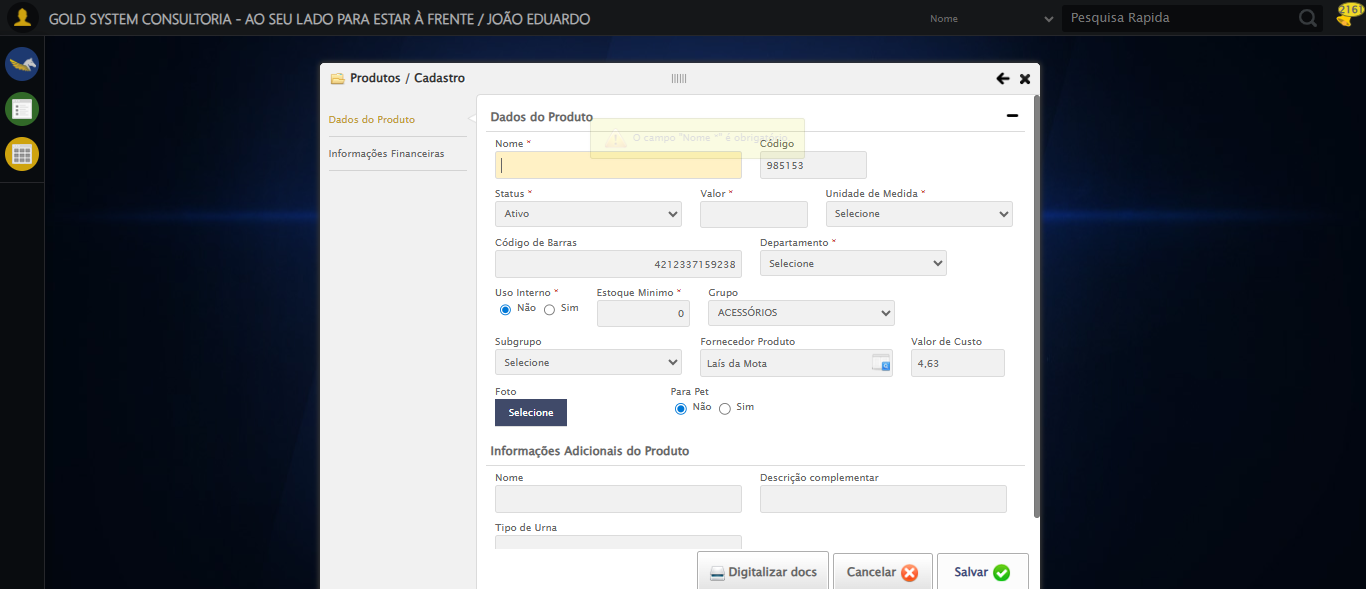 GOLD SYSTEM CONSULTORIA - AO SEU LADO PARA ESTAR À FRENTE / JOÃO EDUARDO
Nome
Pesquisa Rapida
2161
Produtos / Cadastro
Dados do Produto
Informações Financeiras
Dados do Produto
O campo "Nome *" é obrigatório
Nome *
Código
985153
Status *
Valor *
Unidade de Medida *
Ativo
Selecione
Código de Barras
Departamento *
4212337159238
Selecione
Uso Interno *
Estoque Minimo *
Grupo
Não
Sim
0
ACESSÓRIOS
Subgrupo
Fornecedor Produto
Valor de Custo
Selecione
Laís da Mota
4,63
Foto
Para Pet
Selecione
Não
Sim
Informações Adicionais do Produto
Nome
Descrição complementar
Tipo de Urna
Digitalizar docs
Cancelar
Salvar